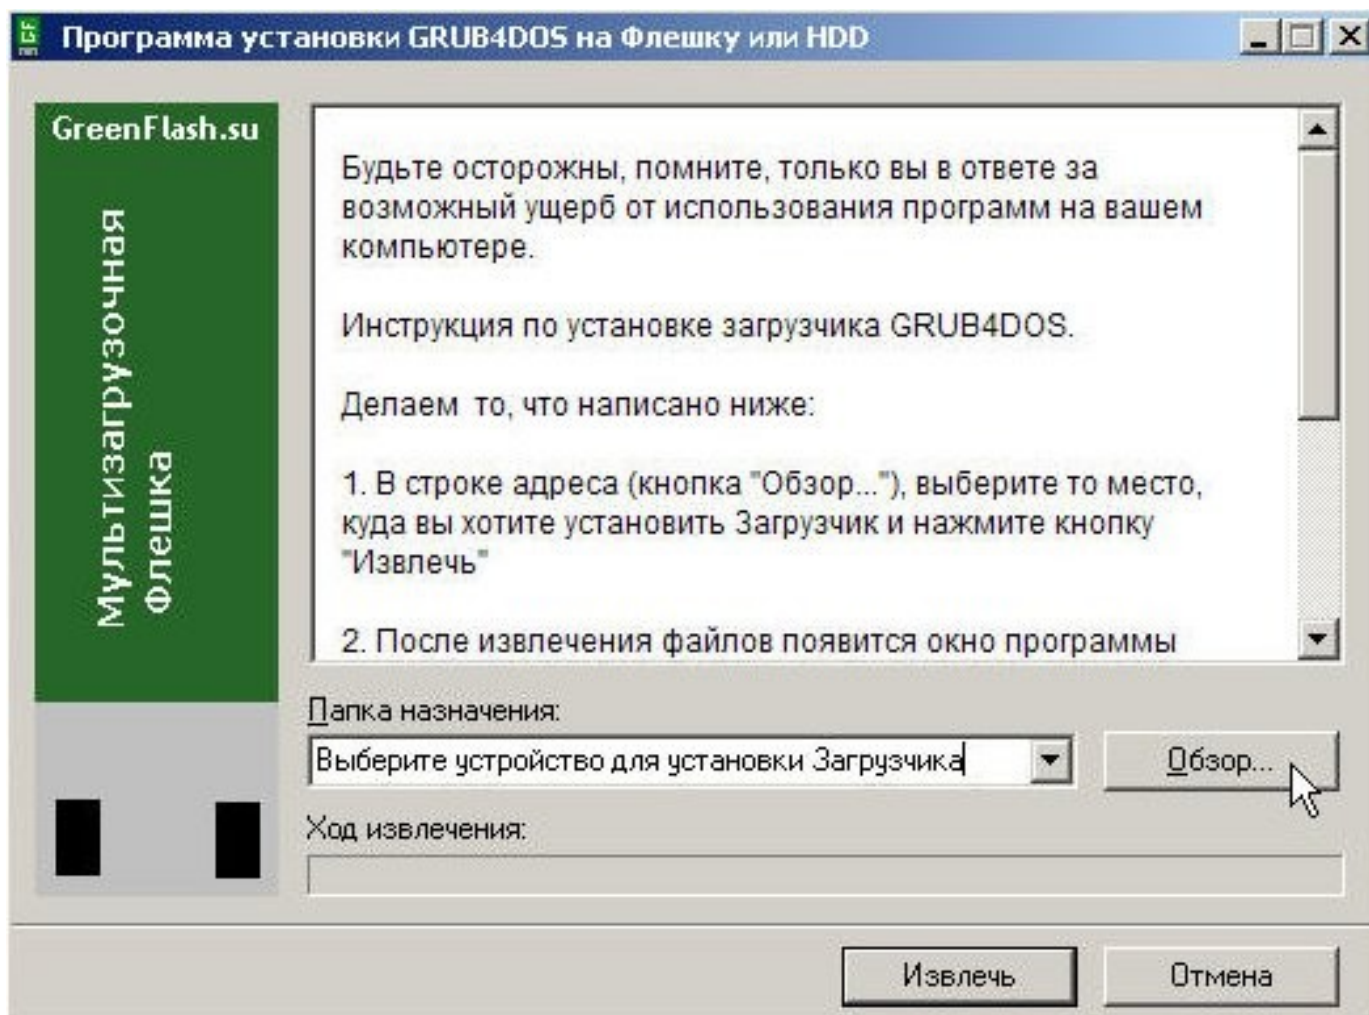 Программа установки GRUB4DOS на Флешку или HDD
GreenFlash.su
Мультизагрузочная
Флешка
Будьте осторожны, помните, только вы в ответе за
возможный ущерб от использования программ на вашем
компьютере.
Инструкция по установке загрузчика GRUB4DOS.
Делаем то, что написано ниже:
1. В строке адреса (кнопка "Обзор..."), выберите то место,
куда вы хотите установить Загрузчик и нажмите кнопку
"Извлечь"
2. После извлечения файлов появится окно программы
Папка назначения:
Выберите устройство для установки Загрузчика
Обзор...
Ход извлечения:
Извлечь
Отмена